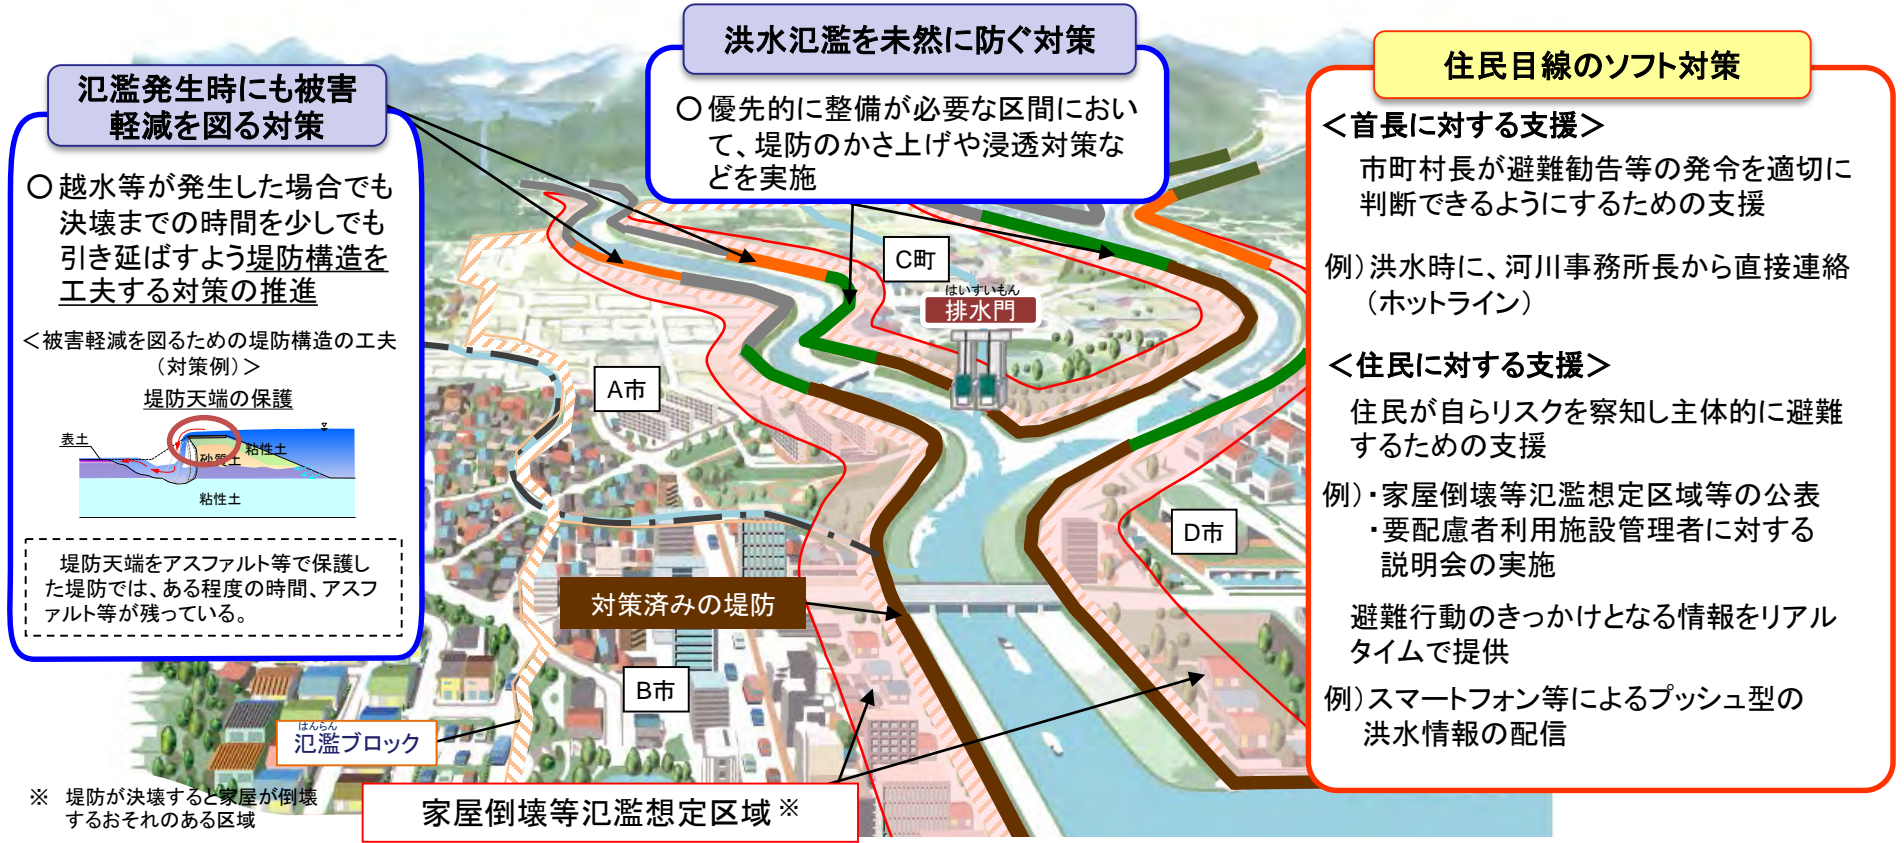 氾濫発生時にも被害
軽減を図る対策
〇越水等が発生した場合でも
決壊までの時間を少しでも
引き延ばすよう堤防構造を
工夫する対策の推進
＜被害軽減を図るための堤防構造の工夫
（対策例）＞
堤防天端の保護
表土
砂質土
粘性土
粘性土
堤防天端をアスファルト等で保護し
た堤防では、ある程度の時間、アスフ
ァルト等が残っている。
洪水氾濫を未然に防ぐ対策
〇優先的に整備が必要な区間におい
て、堤防のかさ上げや浸透対策な
どを実施
C町
はいすいもん
排水門
A市
D市
対策済みの堤防
B市
はんらん
氾濫ブロック
家屋倒壊等氾濫想定区域※
※　堤防が決壊すると家屋が倒壊
するおそれのある区域
住民目線のソフト対策
＜首長に対する支援＞
市町村長が避難勧告等の発令を適切に
判断できるようにするための支援
例）洪水時に、河川事務所長から直接連絡
（ホットライン）
＜住民に対する支援＞
住民が自らリスクを察知し主体的に避難
するための支援
例）・家屋倒壊等氾濫想定区域等の公表
・要配慮者利用施設管理者に対する
説明会の実施
避難行動のきっかけとなる情報をリアル
タイムで提供
例）スマートフォン等によるプッシュ型の
洪水情報の配信